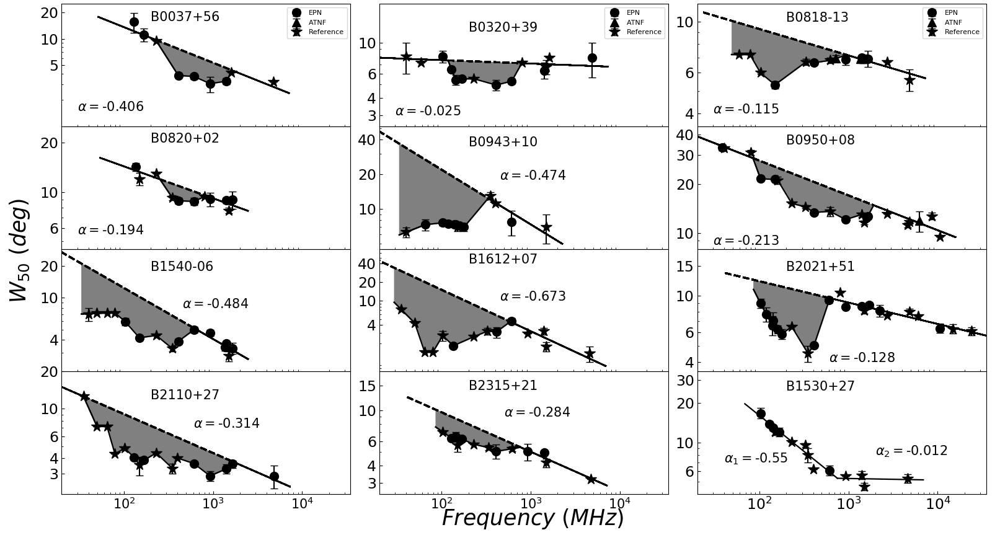 B0037+56
EPN
ATNF
Reference
20
10
5
α = -0.406
B0320+39
EPN
ATNF
Reference
10
6
4
3
α = -0.025
B0818-13
EPN
ATNF
Reference
10
6
4
α = -0.115
B0820+02
20
10
6
α = -0.194
B0943+10
40
20
10
α = -0.474
B0950+08
40
30
20
10
α = -0.213
B1540-06
20
10
4
20
α = -0.484
B1612+07
40
20
10
4
α = -0.673
B2021+51
15
10
6
4
α = -0.128
B2110+27
10
6
4
3
α = -0.314
B2315+21
15
10
6
4
3
α = -0.284
B1530+27
30
20
10
6
α₁ = -0.55
α₂ = -0.012
10² 10³ 10⁴
10² 10³ 10⁴
10² 10³ 10⁴
W₅₀ (deg)
Frequency (MHz)